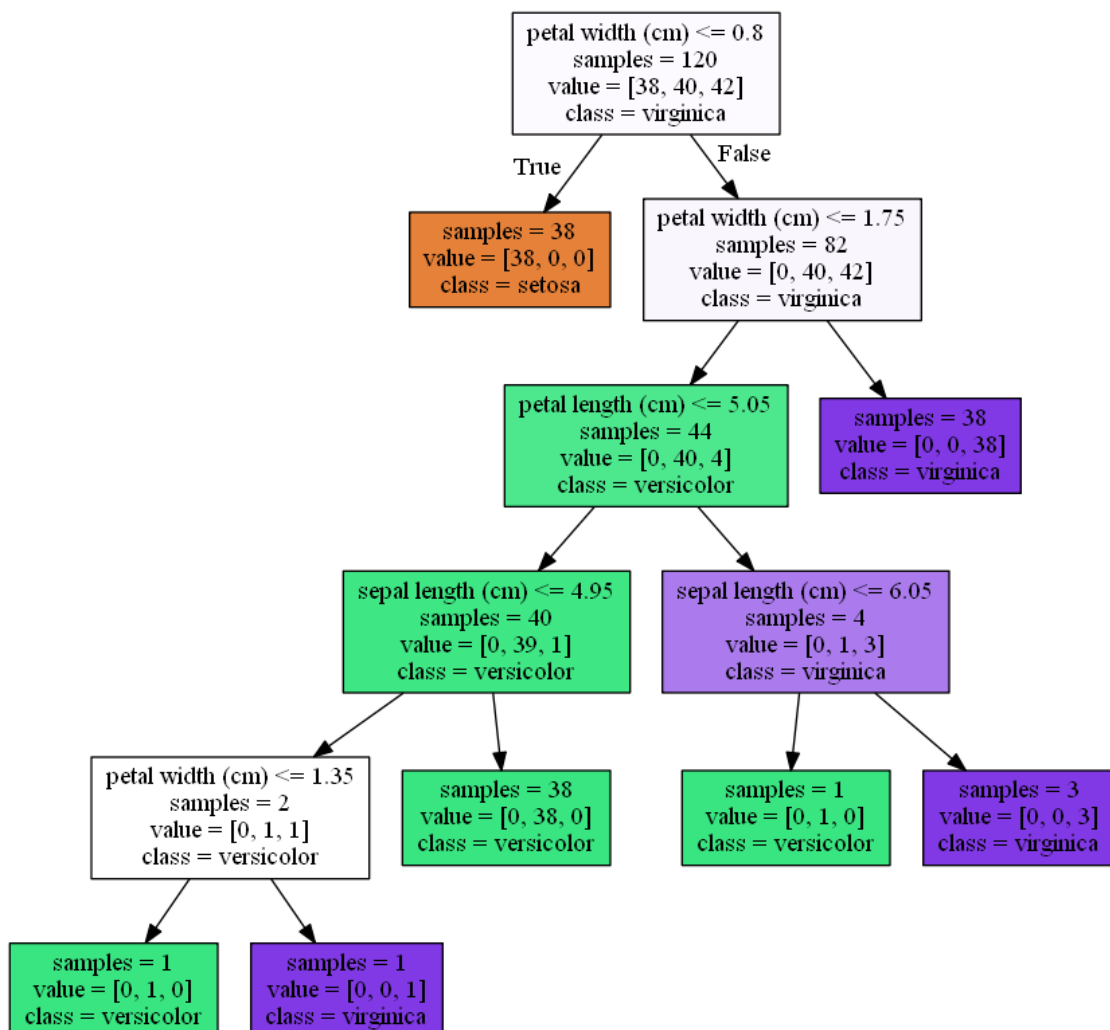 petal width (cm) <= 0.8
samples = 120
value = [38, 40, 42]
class = virginica
True
False
samples = 38
value = [38, 0, 0]
class = setosa
petal width (cm) <= 1.75
samples = 82
value = [0, 40, 42]
class = virginica
petal length (cm) <= 5.05
samples = 44
value = [0, 40, 4]
class = versicolor
samples = 38
value = [0, 0, 38]
class = virginica
sepal length (cm) <= 4.95
samples = 40
value = [0, 39, 1]
class = versicolor
sepal length (cm) <= 6.05
samples = 4
value = [0, 1, 3]
class = virginica
petal width (cm) <= 1.35
samples = 2
value = [0, 1, 1]
class = versicolor
samples = 38
value = [0, 38, 0]
class = versicolor
samples = 1
value = [0, 1, 0]
class = versicolor
samples = 3
value = [0, 0, 3]
class = virginica
samples = 1
value = [0, 1, 0]
class = versicolor
samples = 1
value = [0, 0, 1]
class = virginica